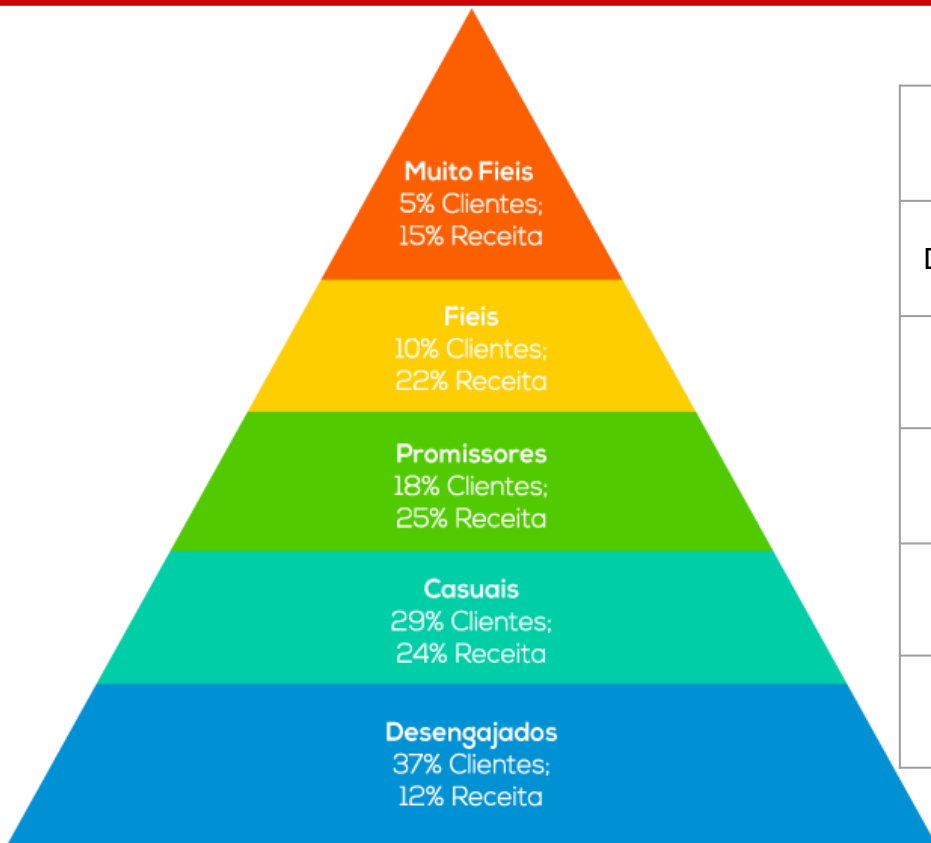 Muito Fieis
5% Clientes;
15% Receita
Fieis
10% Clientes;
22% Receita
Promissores
18% Clientes;
25% Receita
Casuais
29% Clientes;
24% Receita
Desengajados
37% Clientes;
12% Receita